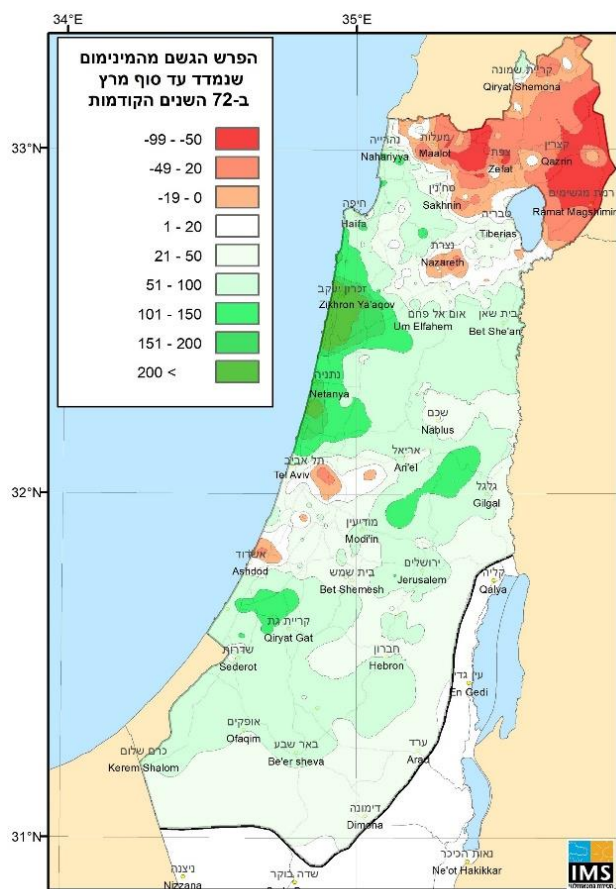 34°E
35°E
הפרש הגשם מהמינימום
שנמדד עד סוף מרץ
ב-72 השנים הקודמות
-99 - -50
-49 - 20
-19 - 0
1 - 20
21 - 50
51 - 100
101 - 150
151 - 200
200 <
33°N
32°N
31°N
קריית שמונה
Qiryat Shemona
נהרייה
Nahariyya
מעלות
Maalot
צפת
Zefat
קצרין
Qazrin
סח'נין
Sakhnin
רמת מגשימים
Ramat Magshimim
חיפה
Haifa
טבריה
Tiberias
נצרת
Nazareth
זכרון יעקב
Zikhron Ya'aqov
אום אל פחם
Um Elfahem
בית שאן
Bet She'an
נתניה
Netanya
שכם
Nablus
אריאל
Ari'el
תל אביב
Tel Aviv
גלגל
Gilgal
מודיעין
Modi'in
אשדוד
Ashdod
בית שמש
Bet Shemesh
ירושלים
Jerusalem
קליה
Qalya
קריית גת
Qiryat Gat
שדרות
Sederot
חברון
Hebron
עין גדי
En Gedi
אופקים
Ofaqim
באר שבע
Be'er sheva
ערד
Arad
כרם שלום
Kerem Shalom
דימונה
Dimona
נאות הכיכר
Ne'ot Hakikkar
ניצנה
Nizzana
שדה בוקר
IMS